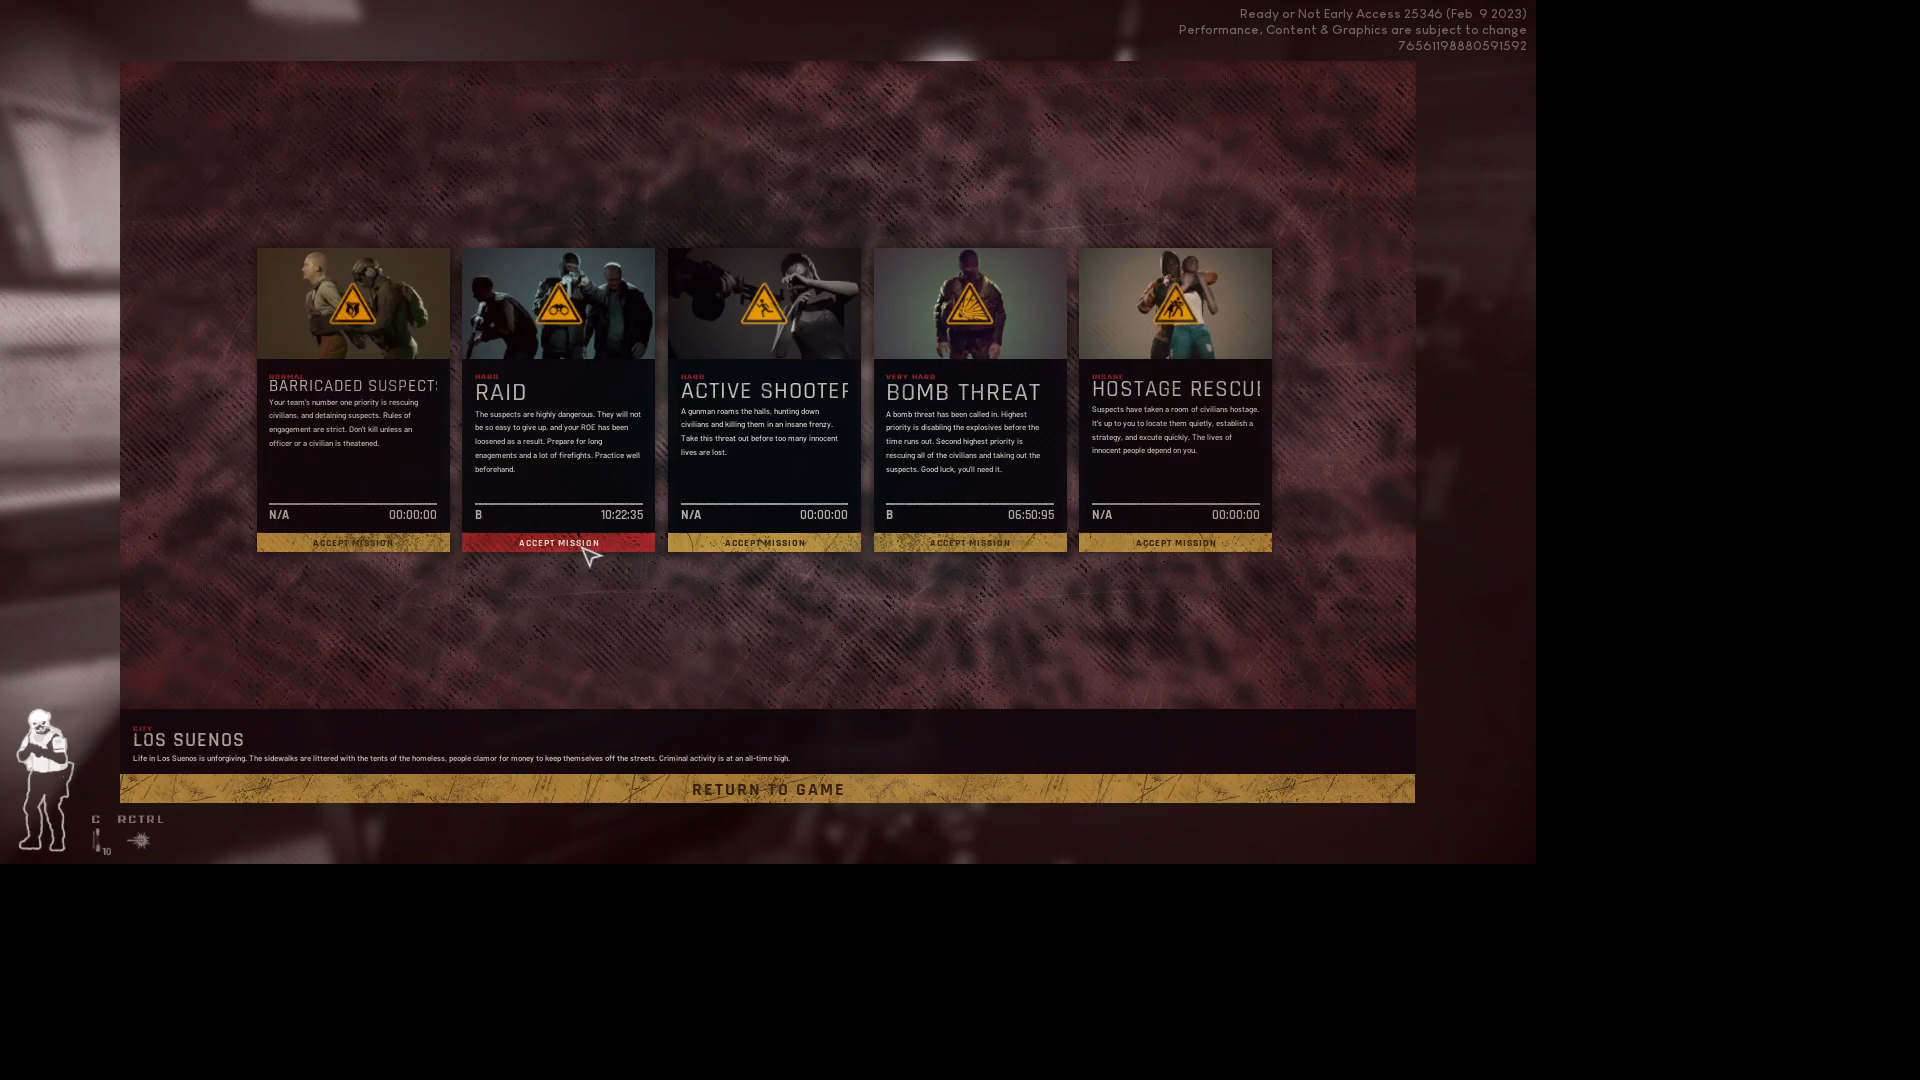 Ready or Not Early Access 25346 (Feb 9 2023)
Performance, Content & Graphics are subject to change
76561198880591592
NORMAL
BARRICADED SUSPECTS
Your team's number one priority is rescuing
civilians, and detaining suspects. Rules of
engagement are strict. Don't kill unless an
officer or a civilian is theatened.
N/A 00:00:00
ACCEPT MISSION
HARD
RAID
The suspects are highly dangerous. They will not
be so easy to give up, and your ROE has been
loosened as a result. Prepare for long
enagements and a lot of firefights. Practice well
beforehand.
B 10:22:35
ACCEPT MISSION
HARD
ACTIVE SHOOTER
A gunman roams the halls, hunting down
civilians and killing them in an insane frenzy.
Take this threat out before too many innocent
lives are lost.
N/A 00:00:00
ACCEPT MISSION
VERY HARD
BOMB THREAT
A bomb threat has been called in. Highest
priority is disabling the explosives before the
time runs out. Second highest priority is
rescuing all of the civilians and taking out the
suspects. Good luck, you'll need it.
B 06:50:95
ACCEPT MISSION
INSANE
HOSTAGE RESCUE
Suspects have taken a room of civilians hostage.
It's up to you to locate them quietly, establish a
strategy, and excute quickly. The lives of
innocent people depend on you.
N/A 00:00:00
ACCEPT MISSION
CITY
LOS SUENOS
Life in Los Suenos is unforgiving. The sidewalks are littered with the tents of the homeless, people clamor for money to keep themselves off the streets. Criminal activity is at an all-time high.
RETURN TO GAME
C RCTRL
10